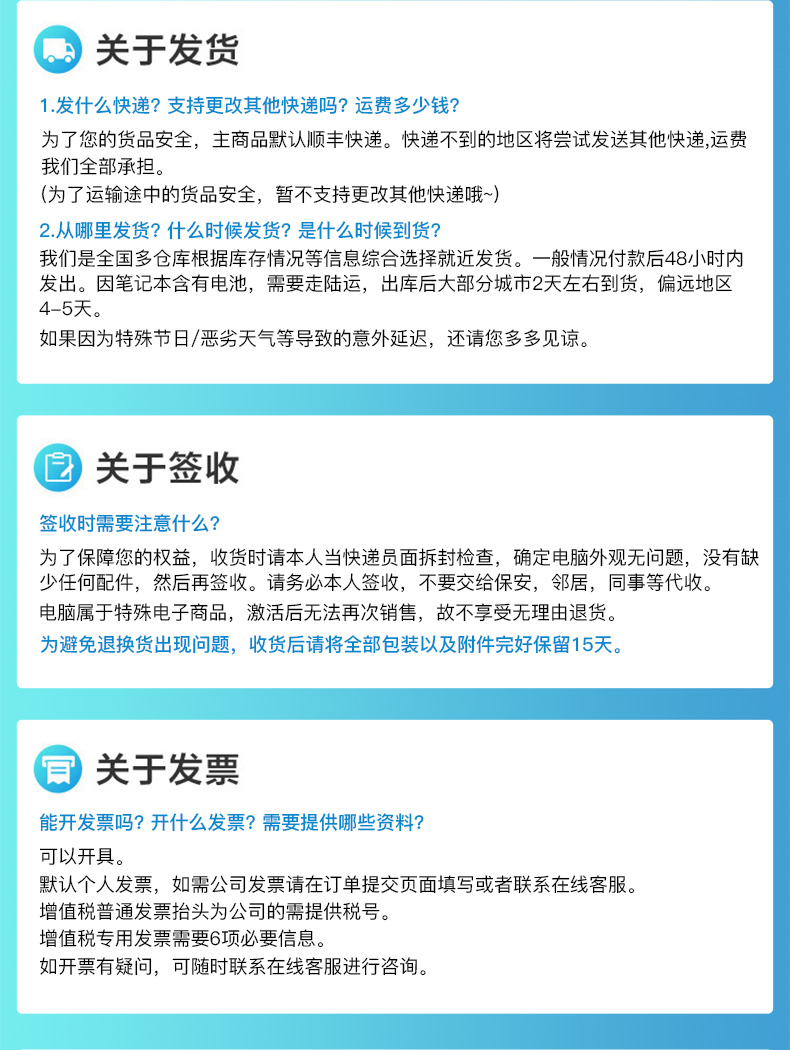 关于发货
1.发什么快递? 支持更改其他快递吗? 运费多少钱?
为了您的货品安全，主商品默认顺丰快递。快递不到的地区将尝试发送其他快递,运费
我们全部承担。
(为了运输途中的货品安全，暂不支持更改其他快递哦~)
2.从哪里发货? 什么时候发货? 是什么时候到货?
我们是全国多仓库根据库存情况等信息综合选择就近发货。一般情况付款后48小时内
发出。因笔记本含有电池，需要走陆运，出库后大部分城市2天左右到货，偏远地区
4-5天。
如果因为特殊节日/恶劣天气等导致的意外延迟，还请您多多见谅。
关于签收
签收时需要注意什么?
为了保障您的权益，收货时请本人当快递员面拆封检查，确定电脑外观无问题，没有缺
少任何配件，然后再签收。请务必本人签收，不要交给保安，邻居，同事等代收。
电脑属于特殊电子商品，激活后无法再次销售，故不享受无理由退货。
为避免退换货出现问题，收货后请将全部包装以及附件完好保留15天。
关于发票
能开发票吗? 开什么发票? 需要提供哪些资料?
可以开具。
默认个人发票，如需公司发票请在订单提交页面填写或者联系在线客服。
增值税普通发票抬头为公司的需提供税号。
增值税专用发票需要6项必要信息。
如开票有疑问，可随时联系在线客服进行咨询。